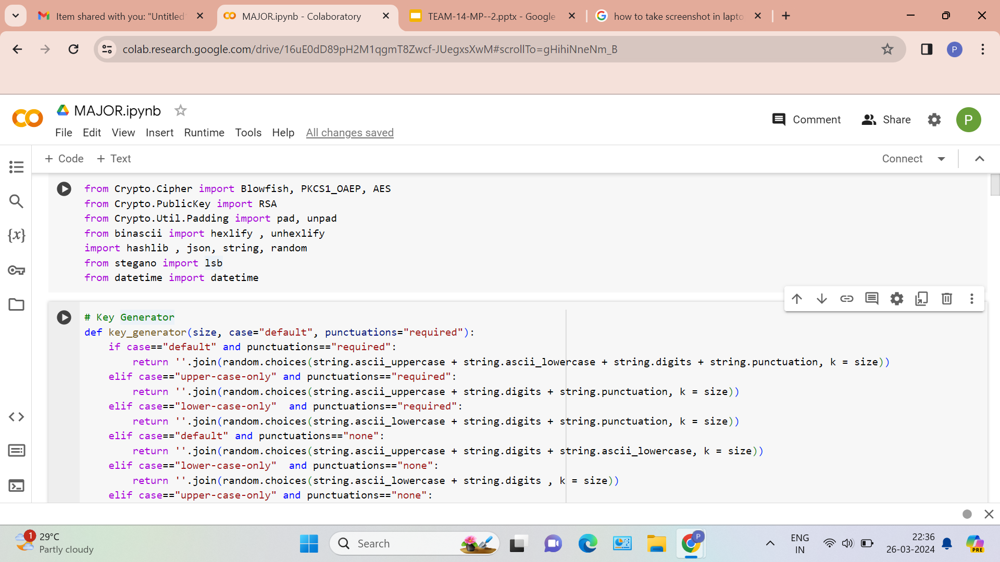 Item shared with you: "Untitled
MAJOR.ipynb - Colaboratory
TEAM-14-MP--2.pptx - Google
how to take screenshot in lapto
colab.research.google.com/drive/16uE0dD89pH2M1qgmT8Zwcf-JUegxsXwM#scrollTo=gHihiNneNm_B
P
MAJOR.ipynb
Comment
Share
P
File Edit View Insert Runtime Tools Help All changes saved
+ Code + Text
Connect
from Crypto.Cipher import Blowfish, PKCS1_OAEP, AES
from Crypto.PublicKey import RSA
from Crypto.Util.Padding import pad, unpad
from binascii import hexlify , unhexlify
import hashlib , json, string, random
from stegano import lsb
from datetime import datetime
{x}
# Key Generator
def key_generator(size, case="default", punctuations="required"):
    if case=="default" and punctuations=="required":
        return ''.join(random.choices(string.ascii_uppercase + string.ascii_lowercase + string.digits + string.punctuation, k = size))
    elif case=="upper-case-only" and punctuations=="required":
        return ''.join(random.choices(string.ascii_uppercase + string.digits + string.punctuation, k = size))
    elif case=="lower-case-only"  and punctuations=="required":
        return ''.join(random.choices(string.ascii_lowercase + string.digits + string.punctuation, k = size))
    elif case=="default" and punctuations=="none":
        return ''.join(random.choices(string.ascii_uppercase + string.digits + string.ascii_lowercase, k = size))
    elif case=="lower-case-only"  and punctuations=="none":
        return ''.join(random.choices(string.ascii_lowercase + string.digits , k = size))
    elif case=="upper-case-only" and punctuations=="none":
1
29°C
Partly cloudy
Search
P
ENG
IN
22:36
26-03-2024
PRE